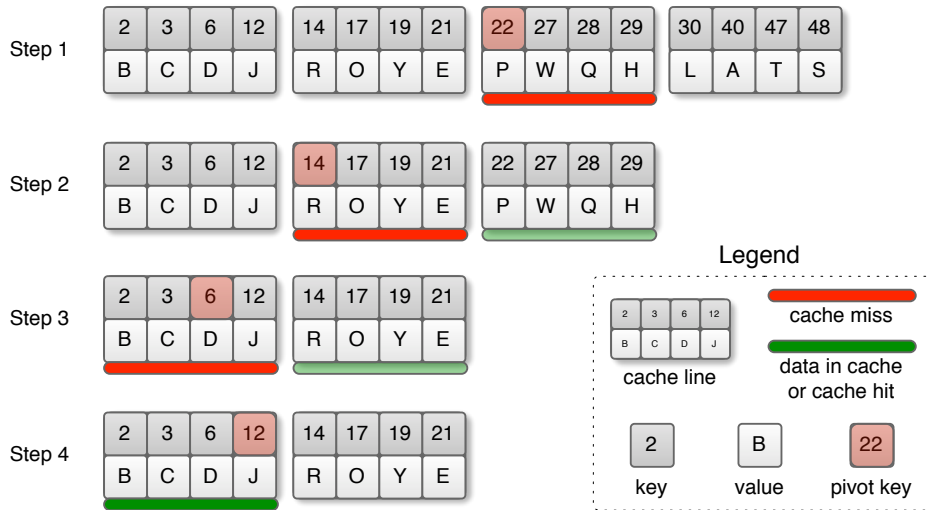 Step 1
2 3 6 12 14 17 19 21 22 27 28 29 30 40 47 48
B C D J R O Y E P W Q H L A T S
Step 2
2 3 6 12 14 17 19 21 22 27 28 29
B C D J R O Y E P W Q H
Step 3
2 3 6 12 14 17 19 21
B C D J R O Y E
Step 4
2 3 6 12 14 17 19 21
B C D J R O Y E
Legend
2 3 6 12
B C D J
cache line
cache miss
data in cache
or cache hit
2
key
B
value
22
pivot key